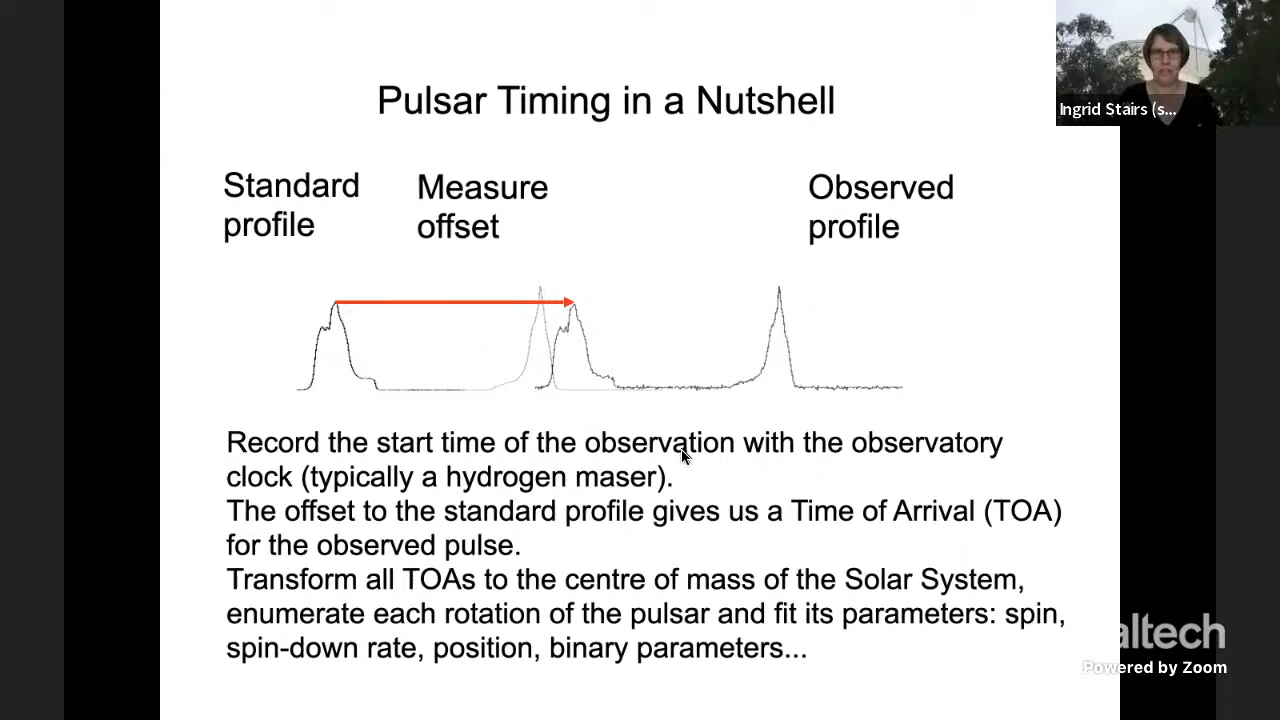 Pulsar Timing in a Nutshell
Ingrid Stairs (s...
Standard
profile
Measure
offset
Observed
profile
Record the start time of the observation with the observatory
clock (typically a hydrogen maser).
The offset to the standard profile gives us a Time of Arrival (TOA)
for the observed pulse.
Transform all TOAs to the centre of mass of the Solar System,
enumerate each rotation of the pulsar and fit its parameters: spin,
spin-down rate, position, binary parameters...
altech
Powered by Zoom